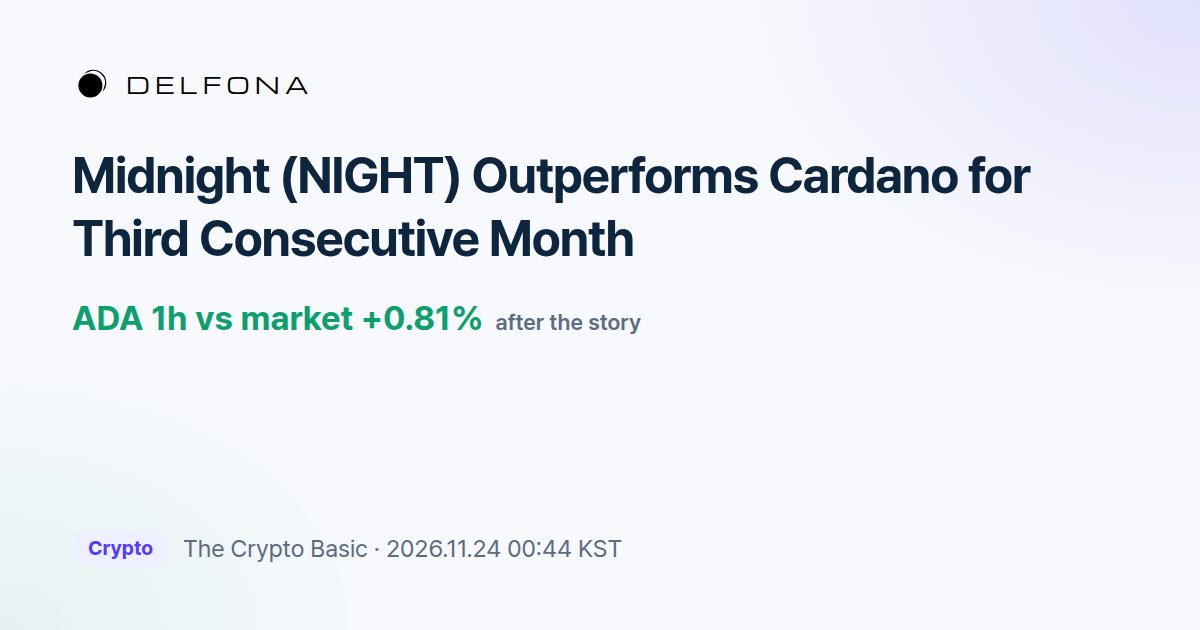 DELFONA
Midnight (NIGHT) Outperforms Cardano for
Third Consecutive Month
ADA 1h vs market +0.81% after the story
Crypto The Crypto Basic · 2026.11.24 00:44 KST